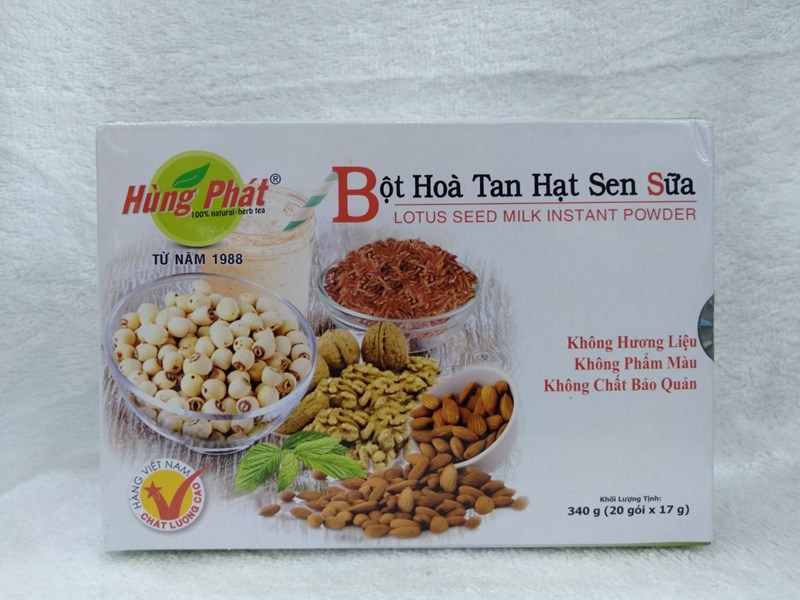 Hùng Phát®
100% natural-herb tea
TỪ NĂM 1988
Bột Hoà Tan Hạt Sen Sữa
LOTUS SEED MILK INSTANT POWDER
Không Hương Liệu
Không Phẩm Màu
Không Chất Bảo Quản
HÀNG VIỆT NAM
CHẤT LƯỢNG CAO
Khối Lượng Tịnh:
340 g (20 gói x 17 g)